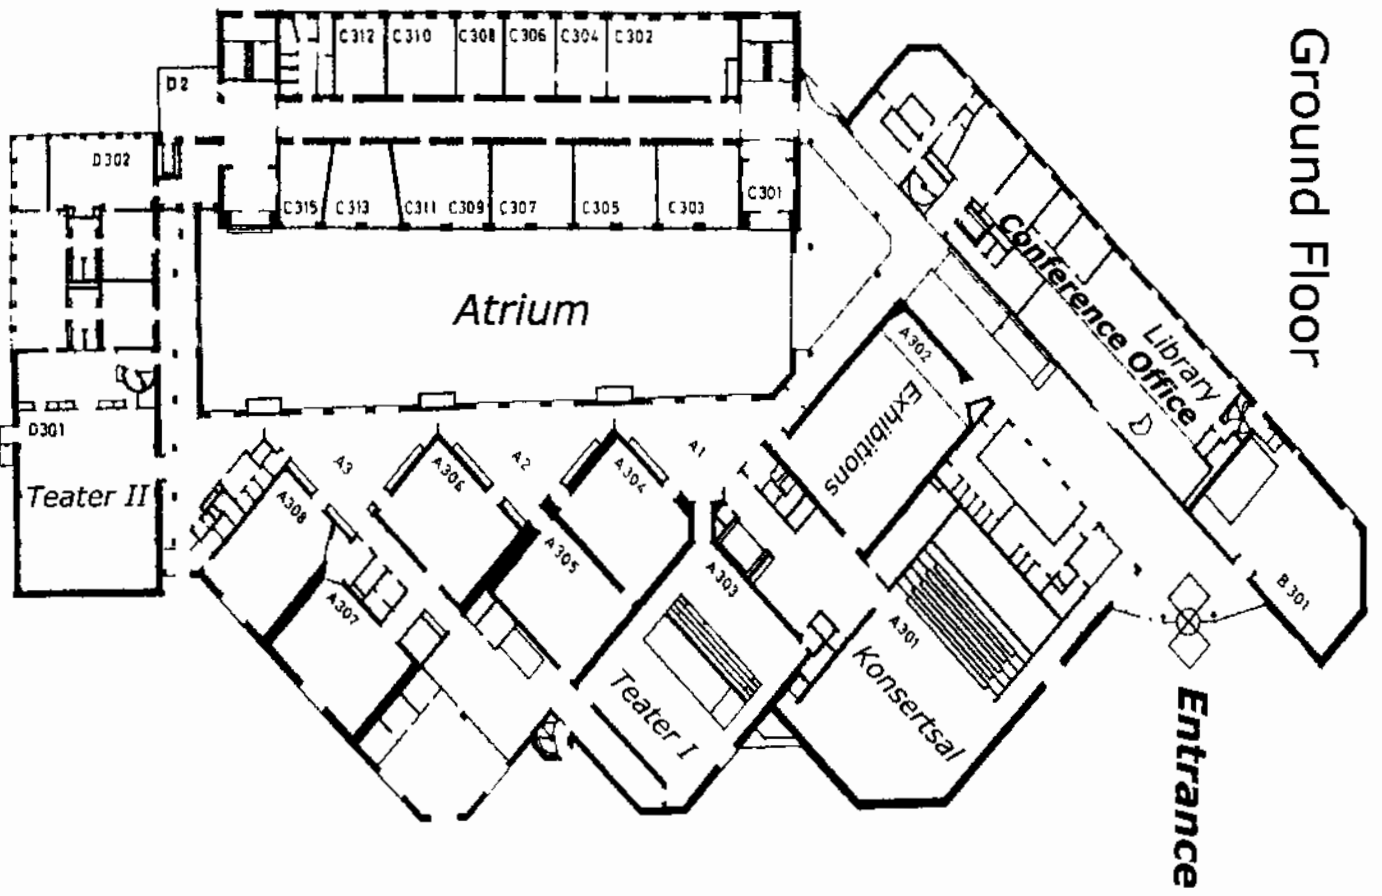 Ground Floor
C312 C310 C308 C306 C304 C302
D2
D302
C315 C313 C311 C309 C307 C305 C303 C301
Atrium
Conference Office
Library
A302
Exhibitions
D301
Teater II
A3
A2
A1
A308
A306
A304
A307
A305
A303
Teater I
A301
Konsertsal
B301
Entrance